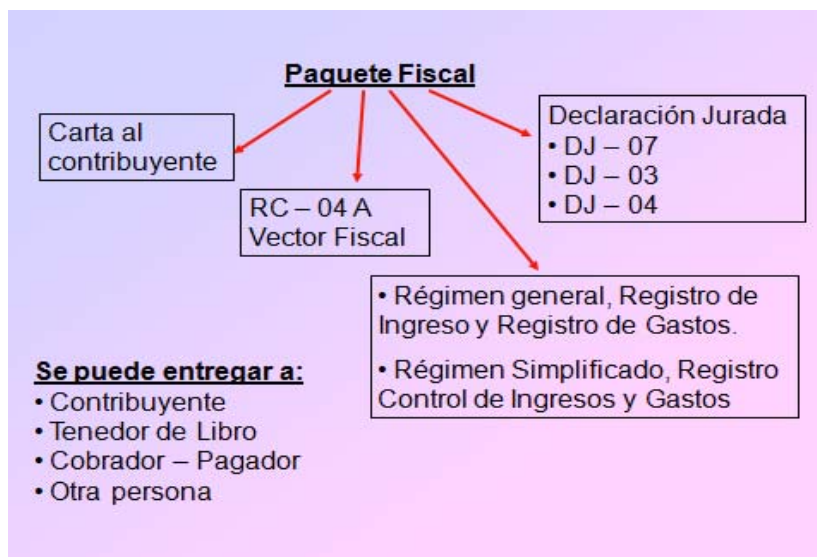 Paquete Fiscal
Carta al
contribuyente
RC – 04 A
Vector Fiscal
Declaración Jurada
• DJ – 07
• DJ – 03
• DJ – 04
• Régimen general, Registro de
Ingreso y Registro de Gastos.
• Régimen Simplificado, Registro
Control de Ingresos y Gastos
Se puede entregar a:
• Contribuyente
• Tenedor de Libro
• Cobrador – Pagador
• Otra persona